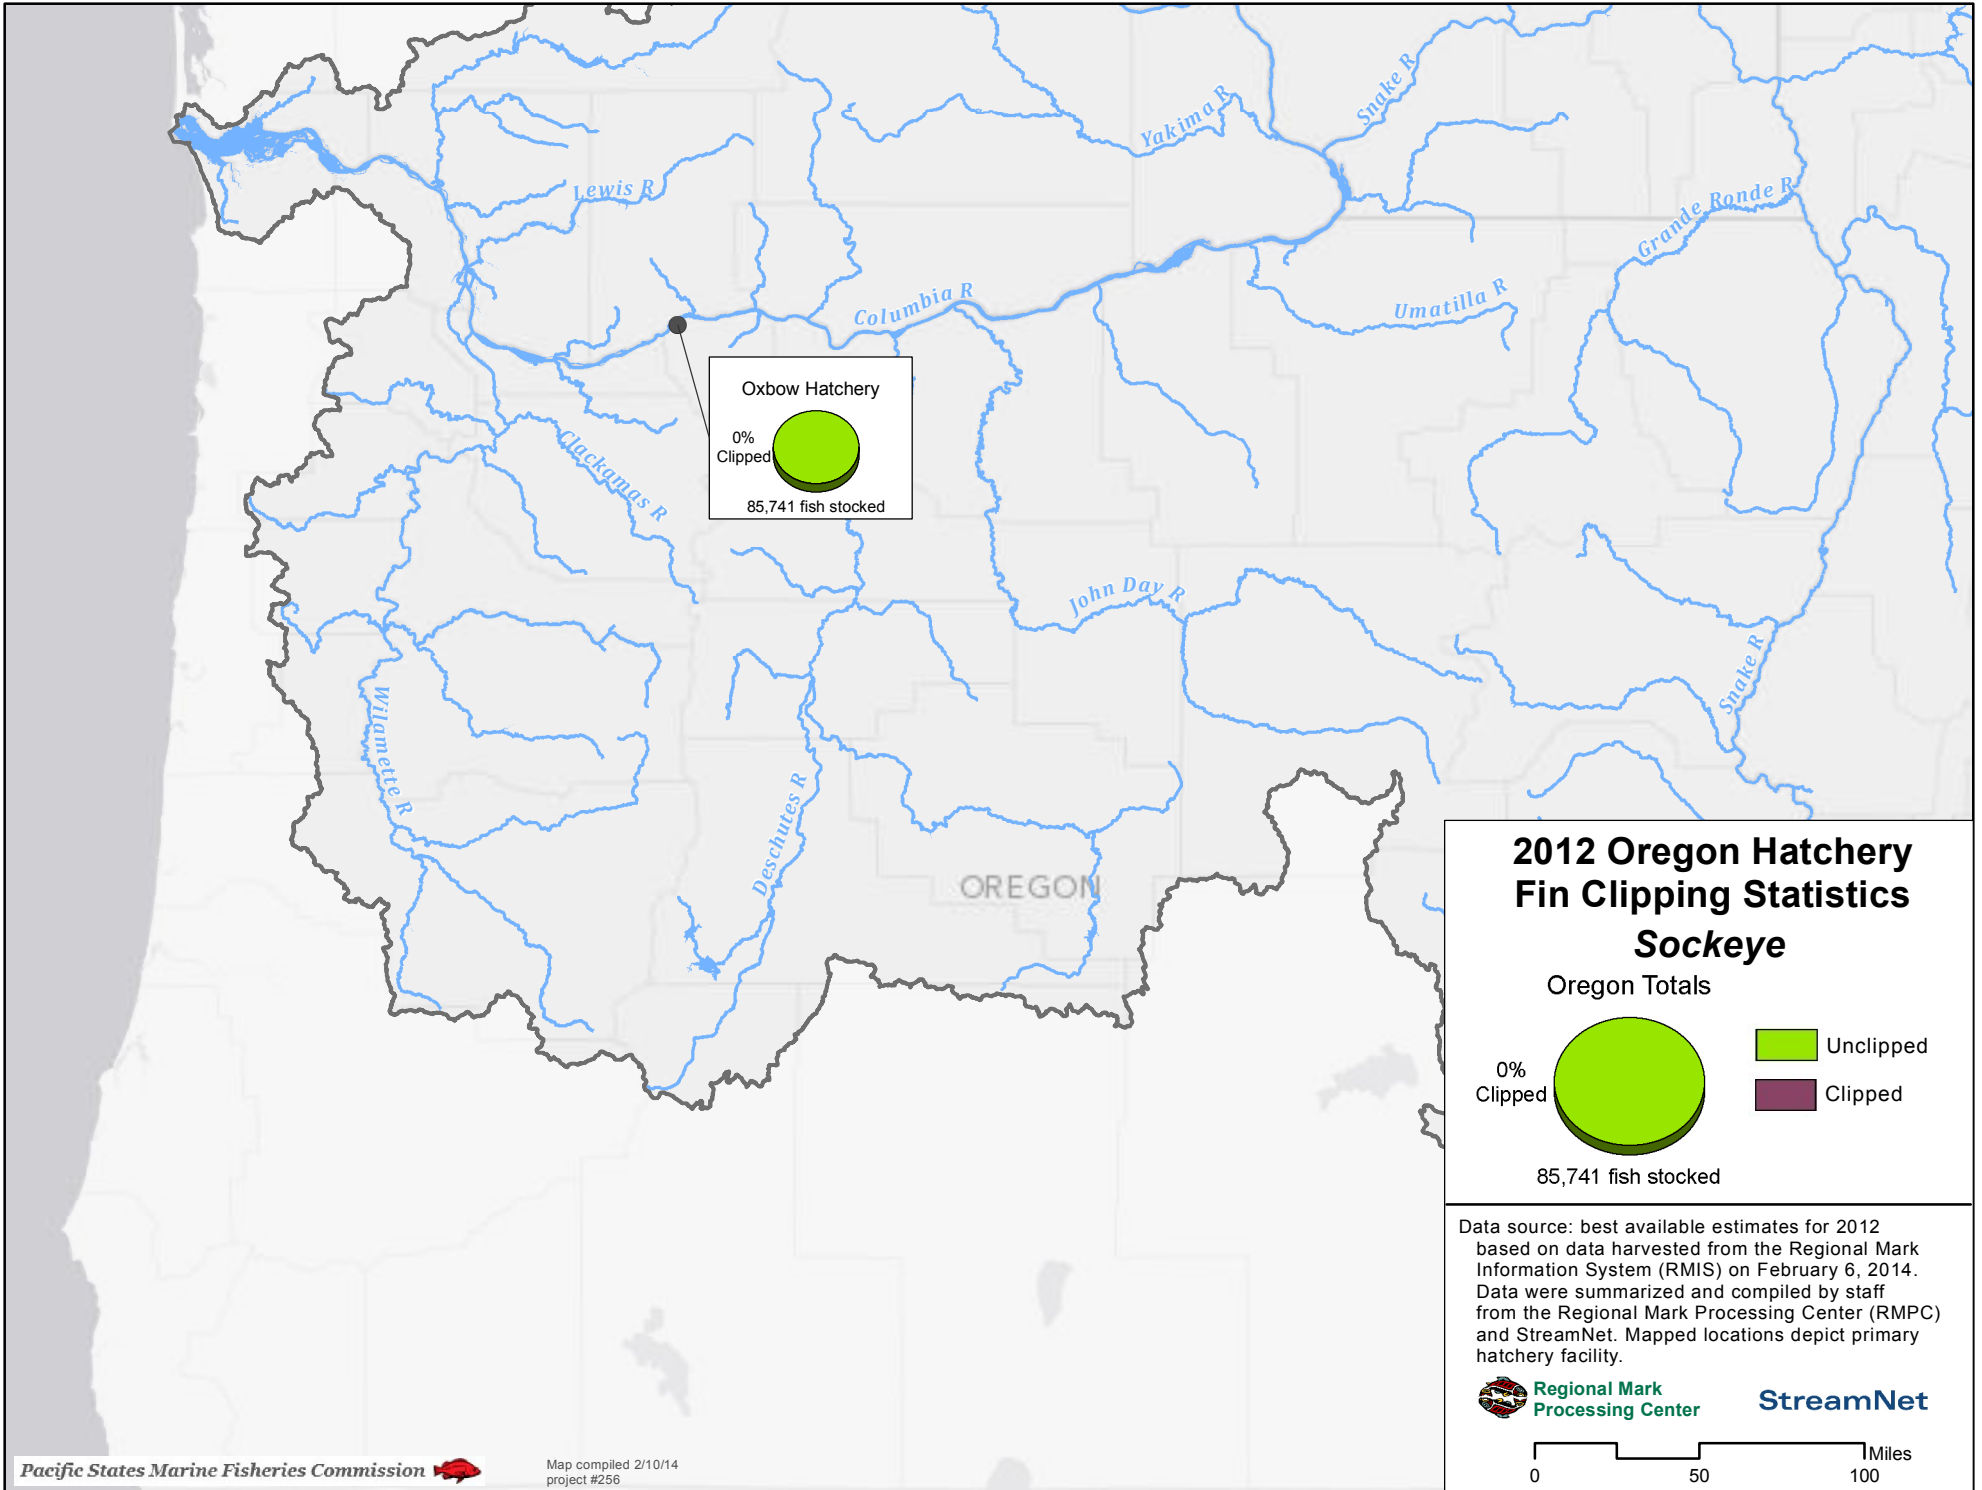 Yakima R
Snake R
Lewis R
Grande Ronde R
Columbia R
Umatilla R
Oxbow Hatchery
0%
Clipped
85,741 fish stocked
Clackamas R
John Day R
Snake R
Wilamette R
Deschutes R
OREGON
2012 Oregon Hatchery
Fin Clipping Statistics
Sockeye
Oregon Totals
0%
Clipped
Unclipped
Clipped
85,741 fish stocked
Data source: best available estimates for 2012
based on data harvested from the Regional Mark
Information System (RMIS) on February 6, 2014.
Data were summarized and compiled by staff
from the Regional Mark Processing Center (RMPC)
and StreamNet. Mapped locations depict primary
hatchery facility.
Regional Mark
Processing Center
StreamNet
Miles
0 50 100
Pacific States Marine Fisheries Commission
Map compiled 2/10/14
project #256